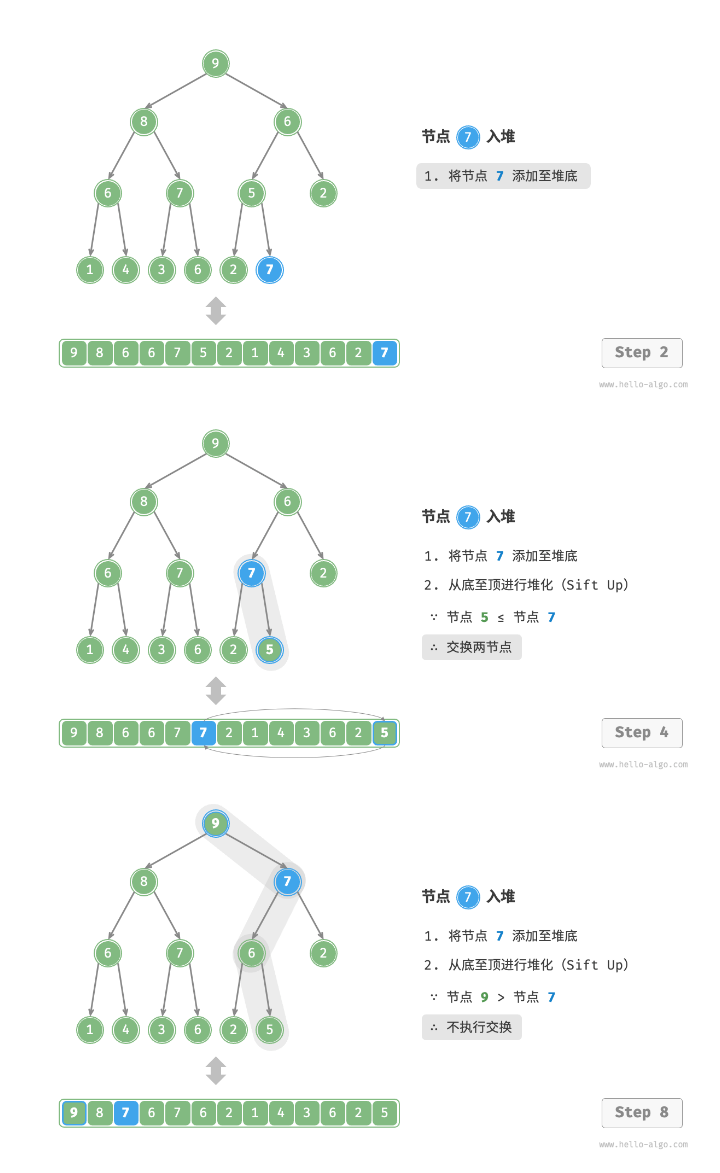 9
8 6
节点 7 入堆
1. 将节点 7 添加至堆底
6 7 5 2
1 4 3 6 2 7
9 8 6 6 7 5 2 1 4 3 6 2 7
Step 2
www.hello-algo.com
9
8 6
节点 7 入堆
1. 将节点 7 添加至堆底
6 7 7 2
2. 从底至顶进行堆化（Sift Up）
∵ 节点 5 ≤ 节点 7
1 4 3 6 2 5
∴ 交换两节点
9 8 6 6 7 7 2 1 4 3 6 2 5
Step 4
www.hello-algo.com
9
8 7
节点 7 入堆
1. 将节点 7 添加至堆底
6 7 6 2
2. 从底至顶进行堆化（Sift Up）
∵ 节点 9 > 节点 7
1 4 3 6 2 5
∴ 不执行交换
9 8 7 6 7 6 2 1 4 3 6 2 5
Step 8
www.hello-algo.com